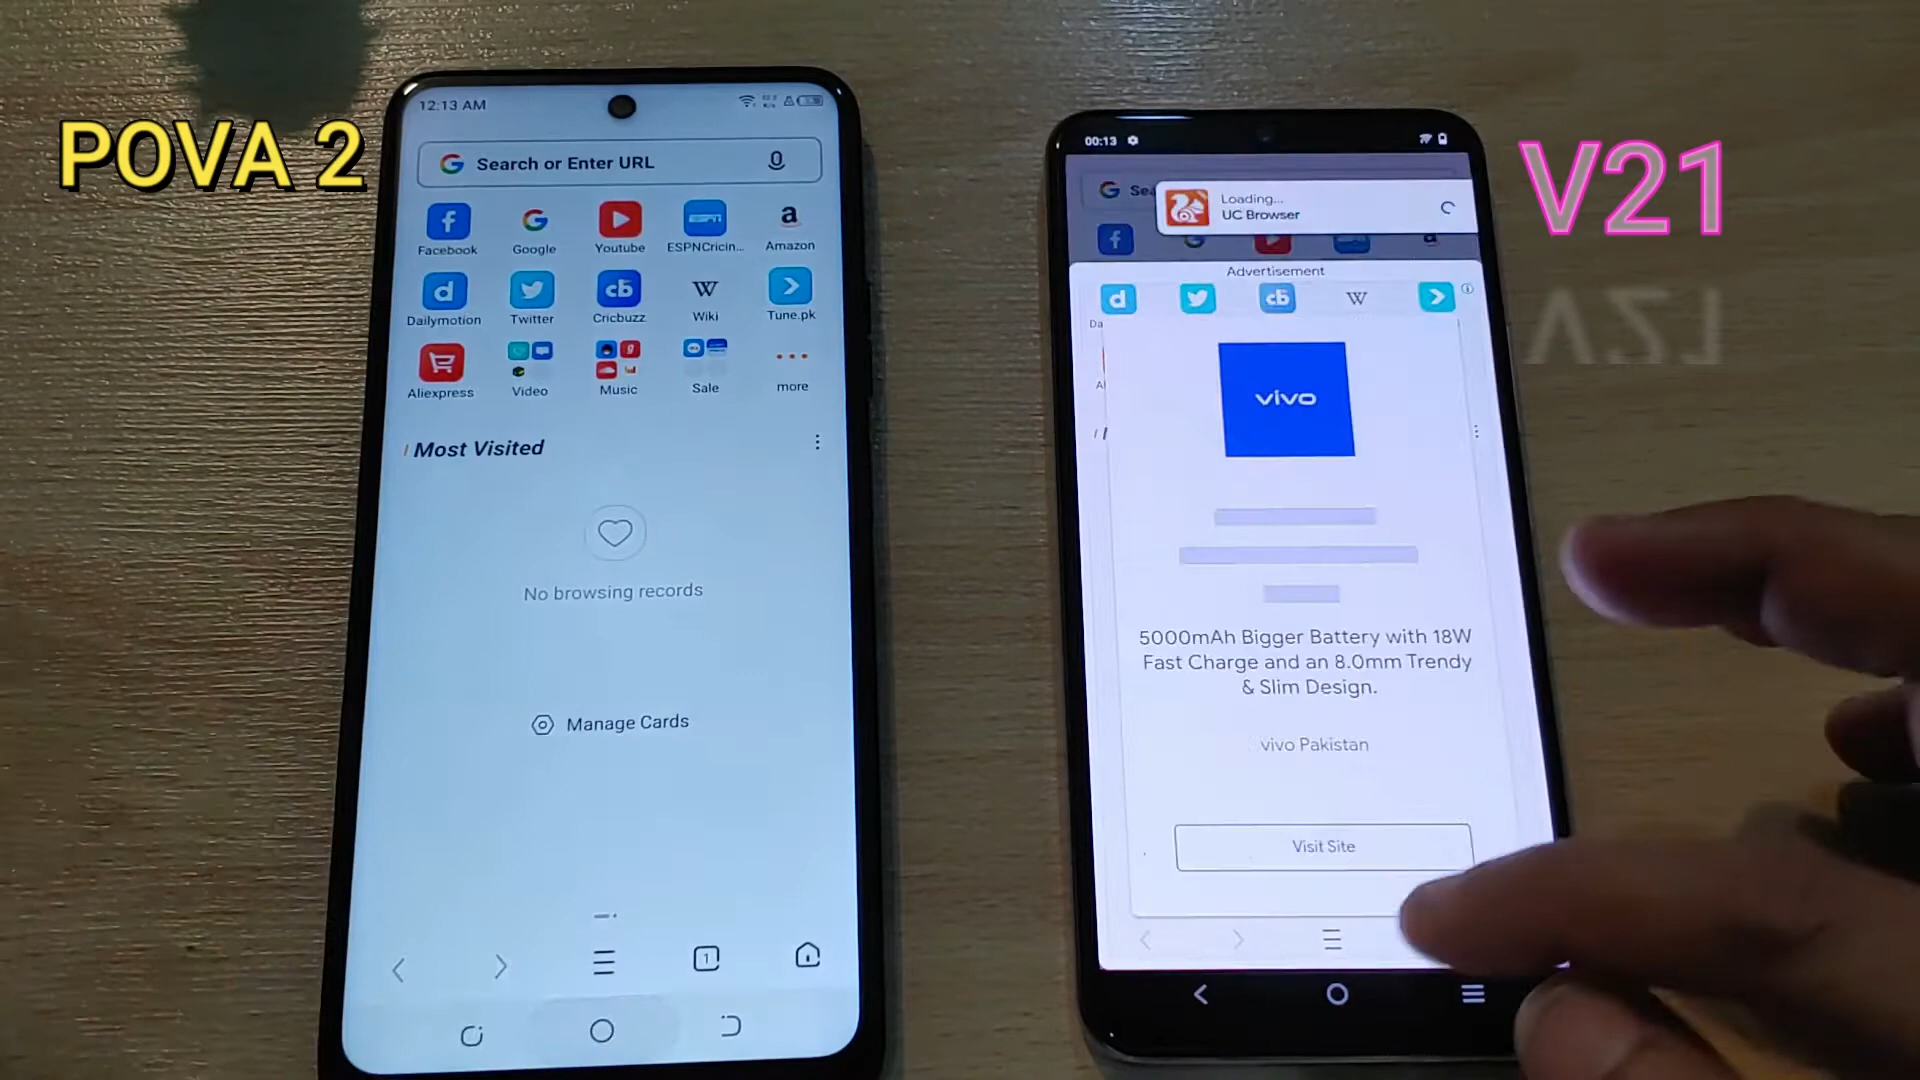 POVA 2
12:13 AM
Search or Enter URL
Facebook
Google
Youtube
ESPNCricin...
Amazon
Dailymotion
Twitter
Cricbuzz
Wiki
Tune.pk
Aliexpress
Video
Music
Sale
more
Most Visited
No browsing records
Manage Cards
1
V21
00:13
Loading...
UC Browser
Advertisement
vivo
5000mAh Bigger Battery with 18W
Fast Charge and an 8.0mm Trendy
& Slim Design.
vivo Pakistan
Visit Site